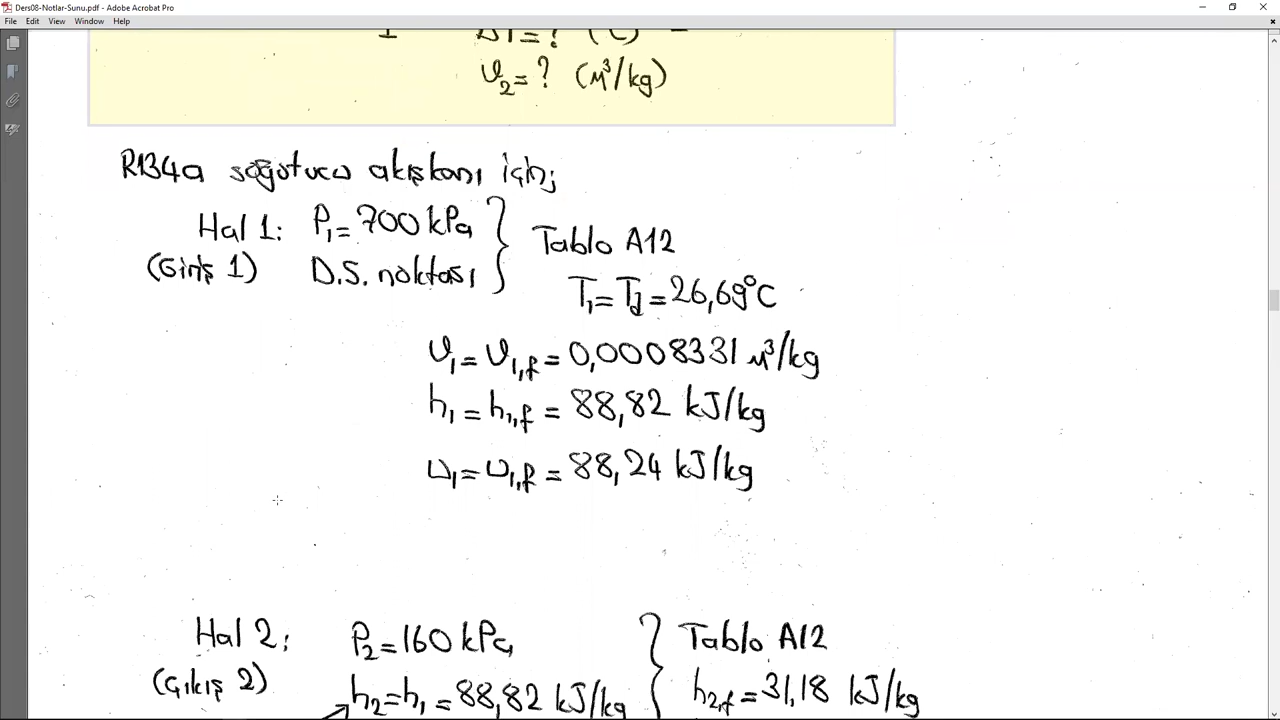 Ders08-Notlar-Sunu.pdf - Adobe Acrobat Pro
File Edit View Window Help
ΔT=? (°C)
υ₂=? (m³/kg)
R134a soğutucu akışkanı için;
Hal 1: P₁=700 kPa } Tablo A12
(Giriş 1) D.S. noktası
T₁=Td=26,69°C
υ₁=υ₁,f=0,0008331 m³/kg
h₁=h₁,f=88,82 kJ/kg
u₁=u₁,f=88,24 kJ/kg
Hal 2: P₂=160 kPa } Tablo A12
(Çıkış 2) h₂=h₁=88,82 kJ/kg h₂,f=31,18 kJ/kg